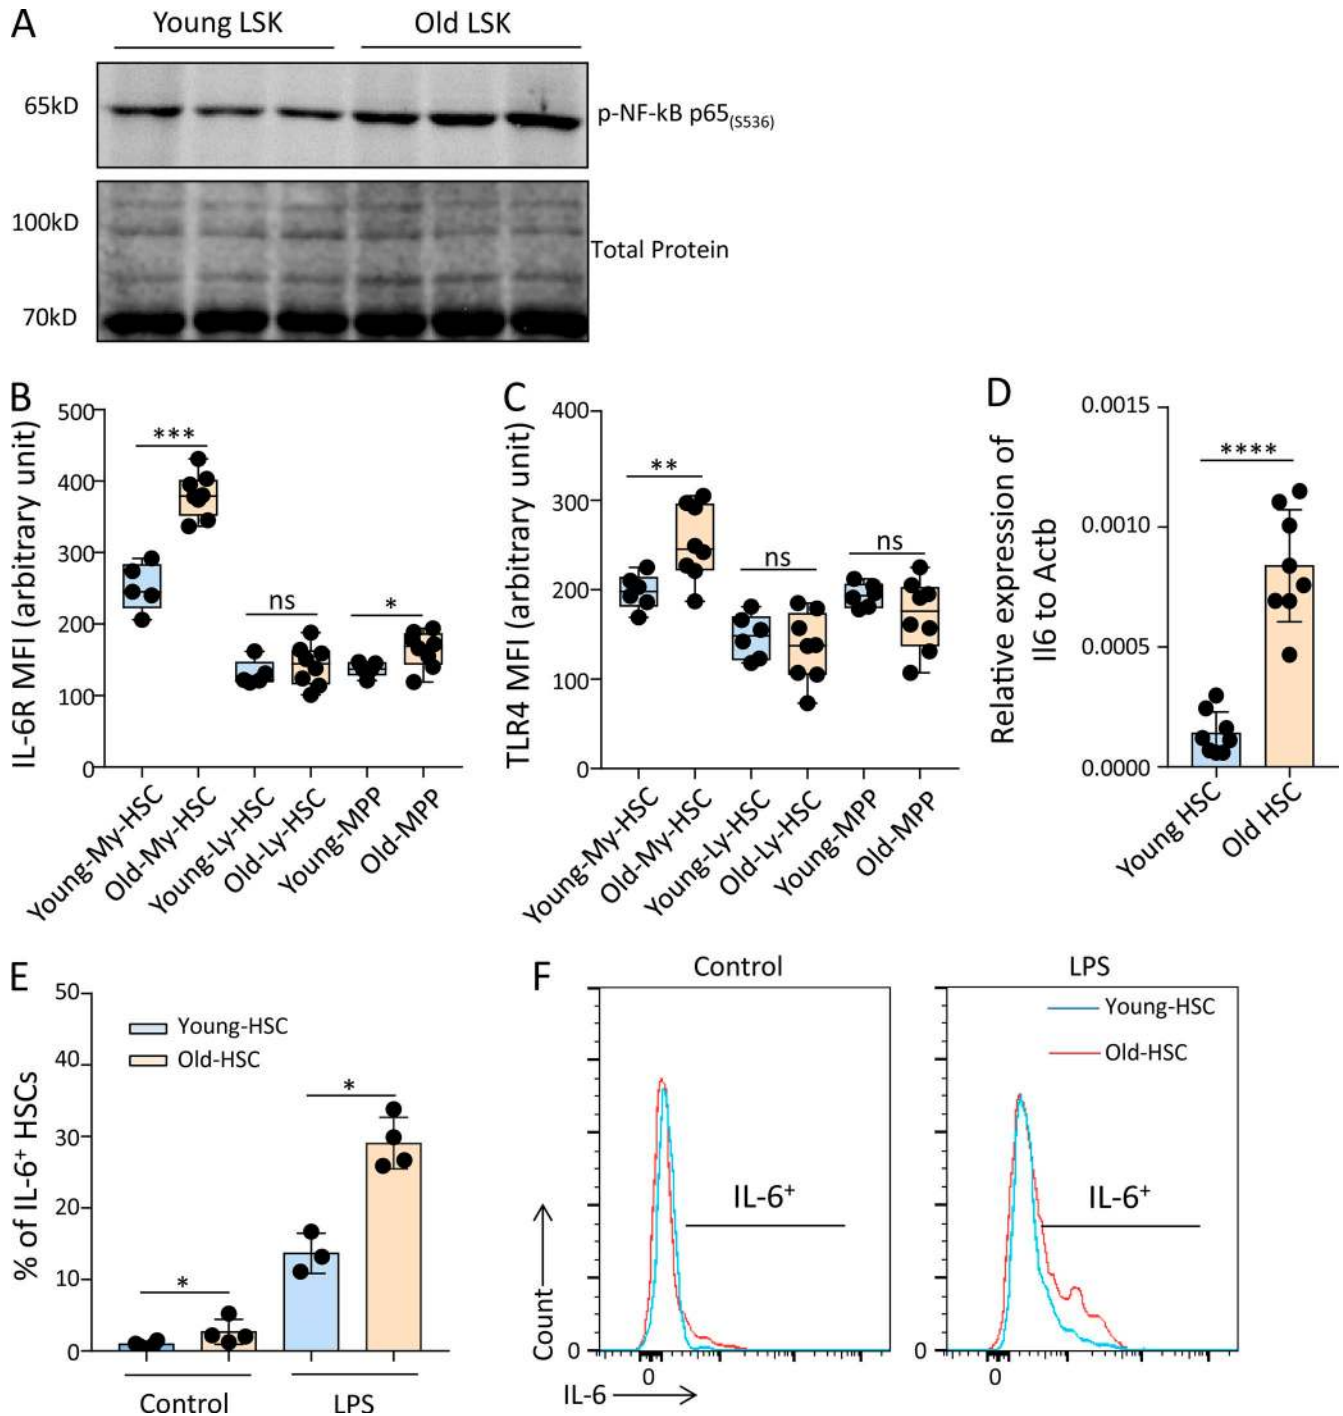 A
Young LSK
Old LSK
65kD
p-NF-kB p65(S536)
100kD
Total Protein
70kD
B
IL-6R MFI (arbitrary unit)
500
400
300
200
100
0
***
ns
*
Young-My-HSC
Old-My-HSC
Young-Ly-HSC
Old-Ly-HSC
Young-MPP
Old-MPP
C
TLR4 MFI (arbitrary unit)
400
300
200
100
0
**
ns
ns
Young-My-HSC
Old-My-HSC
Young-Ly-HSC
Old-Ly-HSC
Young-MPP
Old-MPP
D
Relative expression of
Il6 to Actb
0.0015
0.0010
0.0005
0.0000
****
Young HSC
Old HSC
E
% of IL-6⁺ HSCs
50
40
30
20
10
0
Young-HSC
Old-HSC
*
*
Control
LPS
F
Control
LPS
Young-HSC
Old-HSC
IL-6⁺
IL-6⁺
Count
0
0
0
0
IL-6